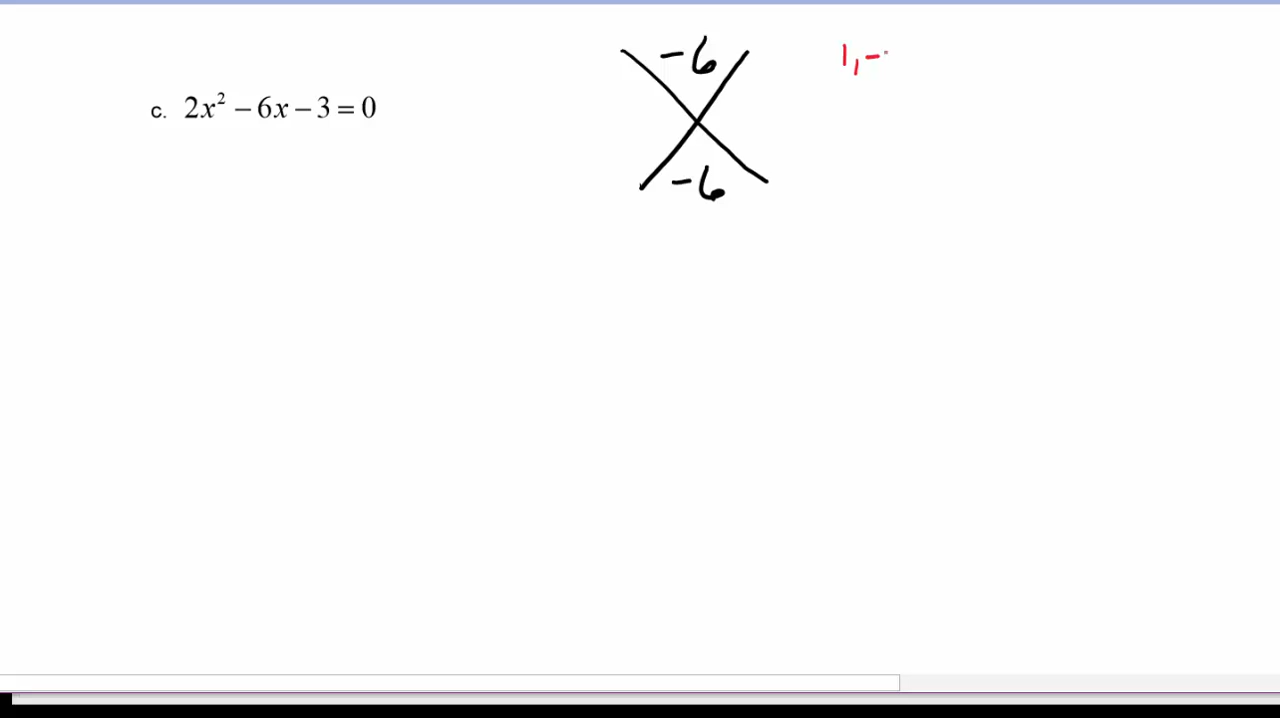 -6
1, -
c. 2x² − 6x − 3 = 0
-6